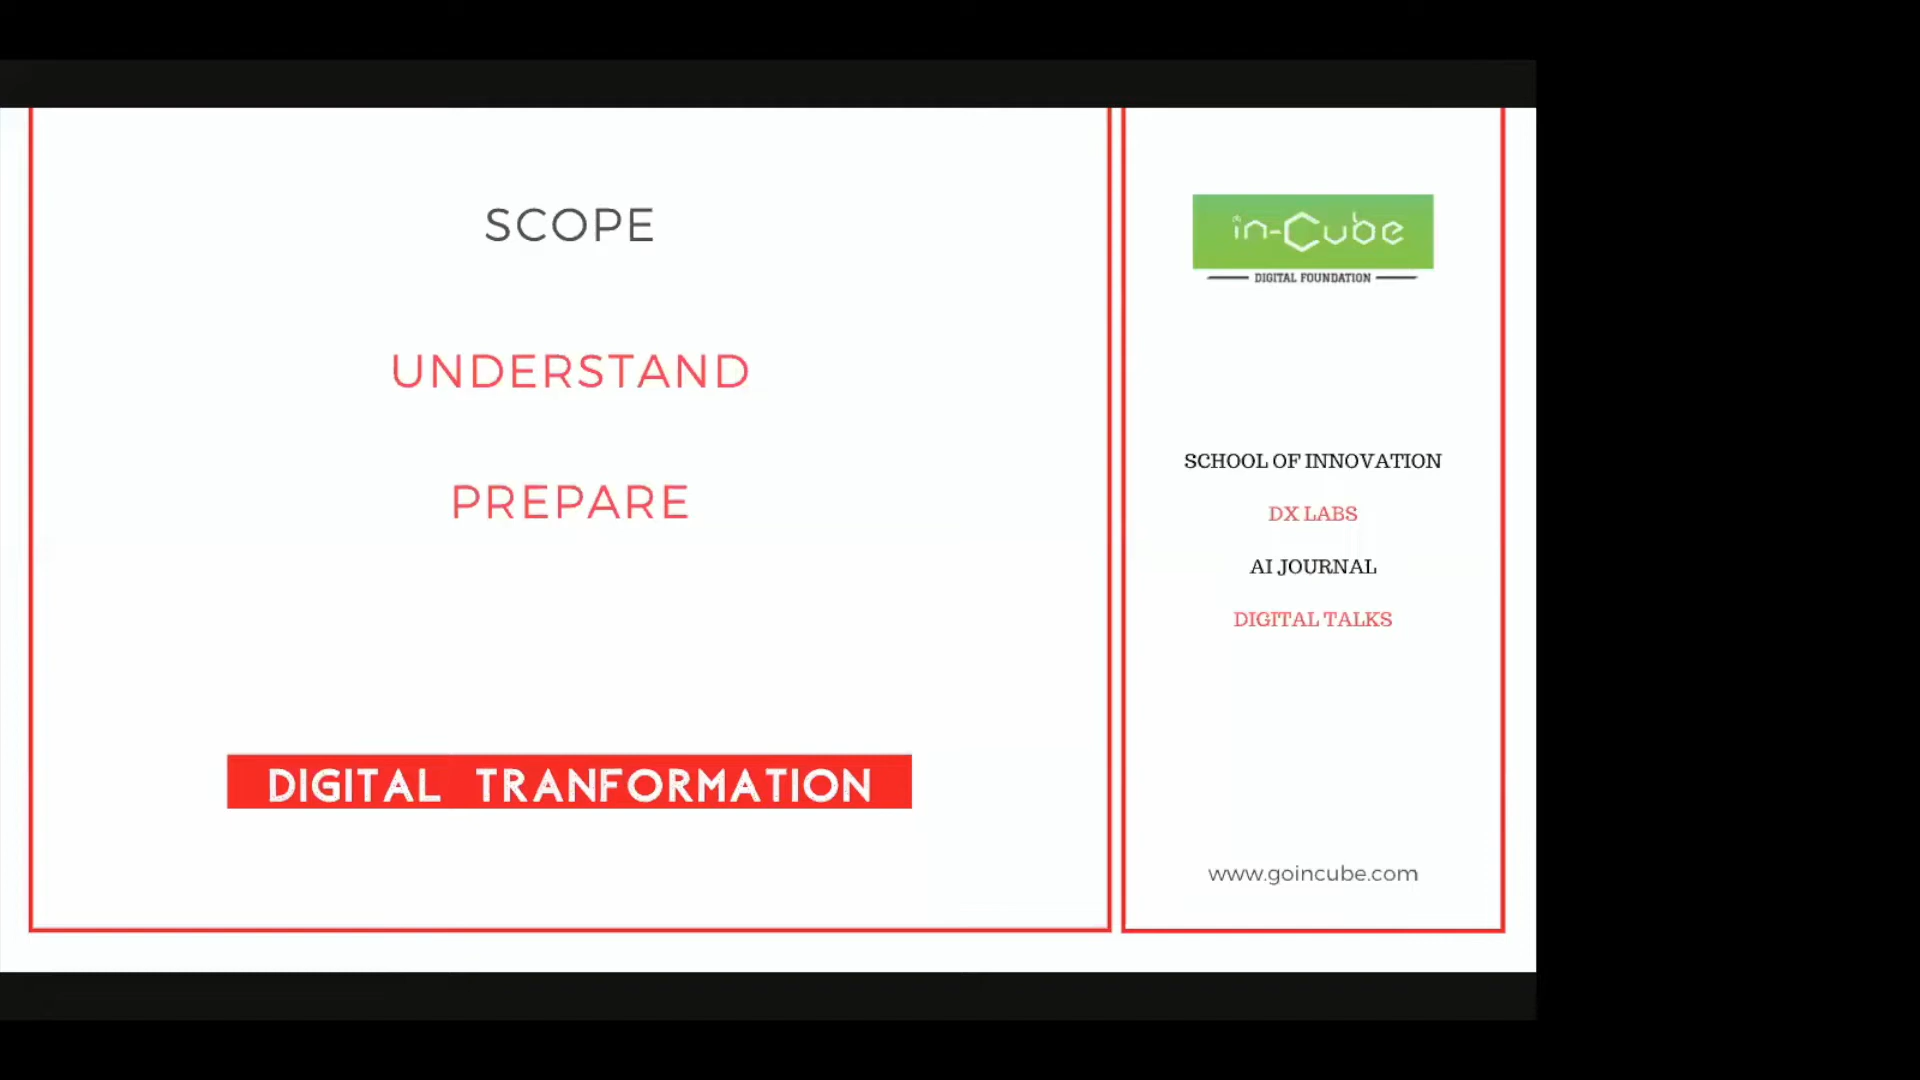 SCOPE
UNDERSTAND
PREPARE
DIGITAL TRANFORMATION
in-Cube
DIGITAL FOUNDATION
SCHOOL OF INNOVATION
DX LABS
AI JOURNAL
DIGITAL TALKS
www.goincube.com